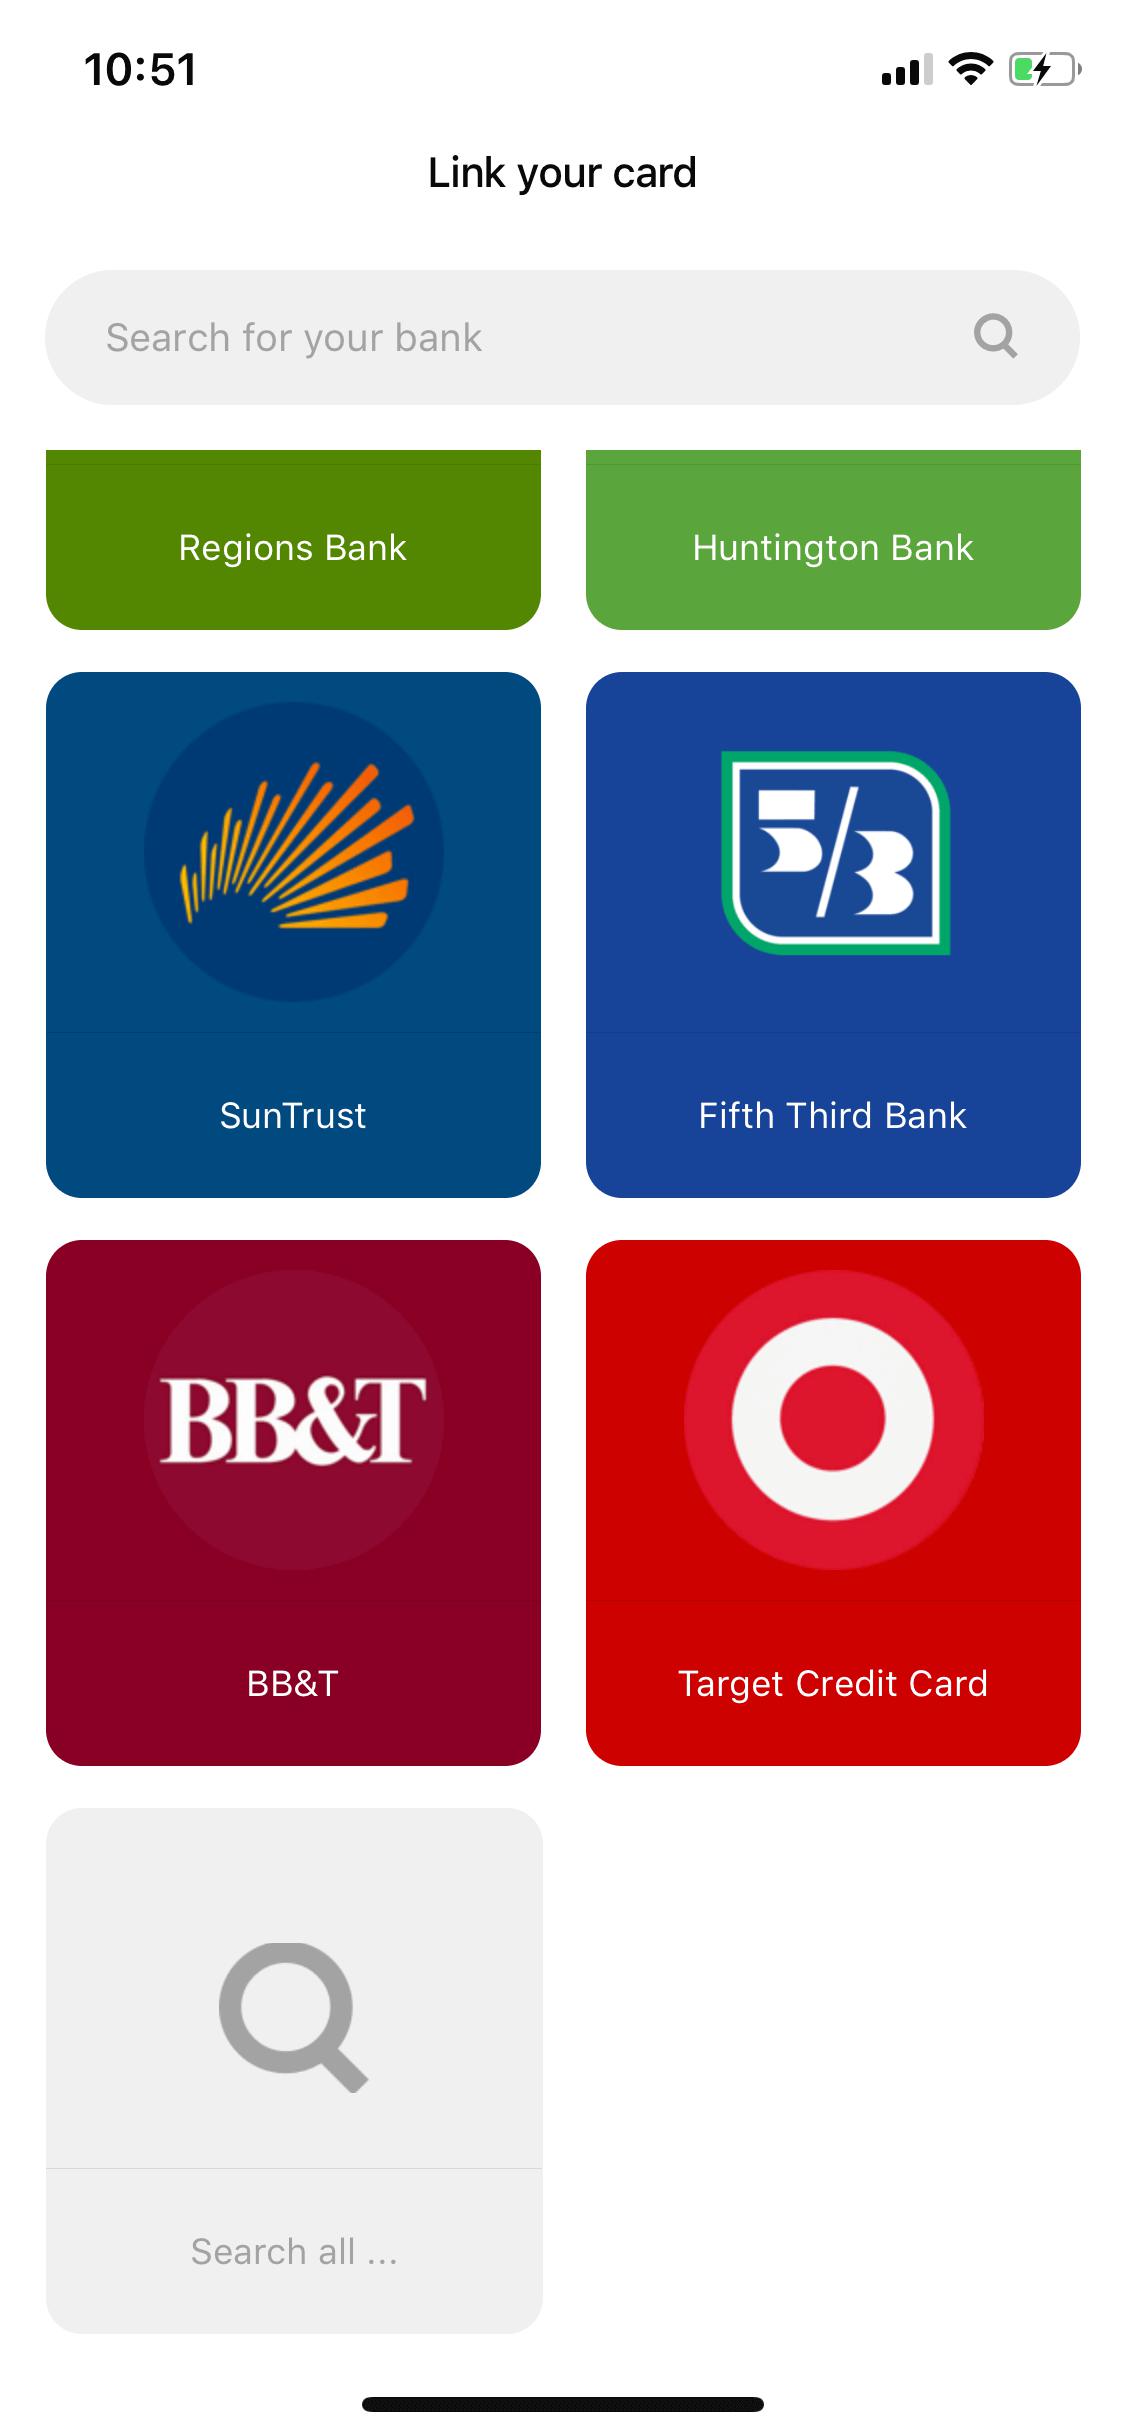 10:51
Link your card
Search for your bank
Regions Bank
Huntington Bank
5/3
SunTrust
Fifth Third Bank
BB&T
BB&T
Target Credit Card
Search all ...